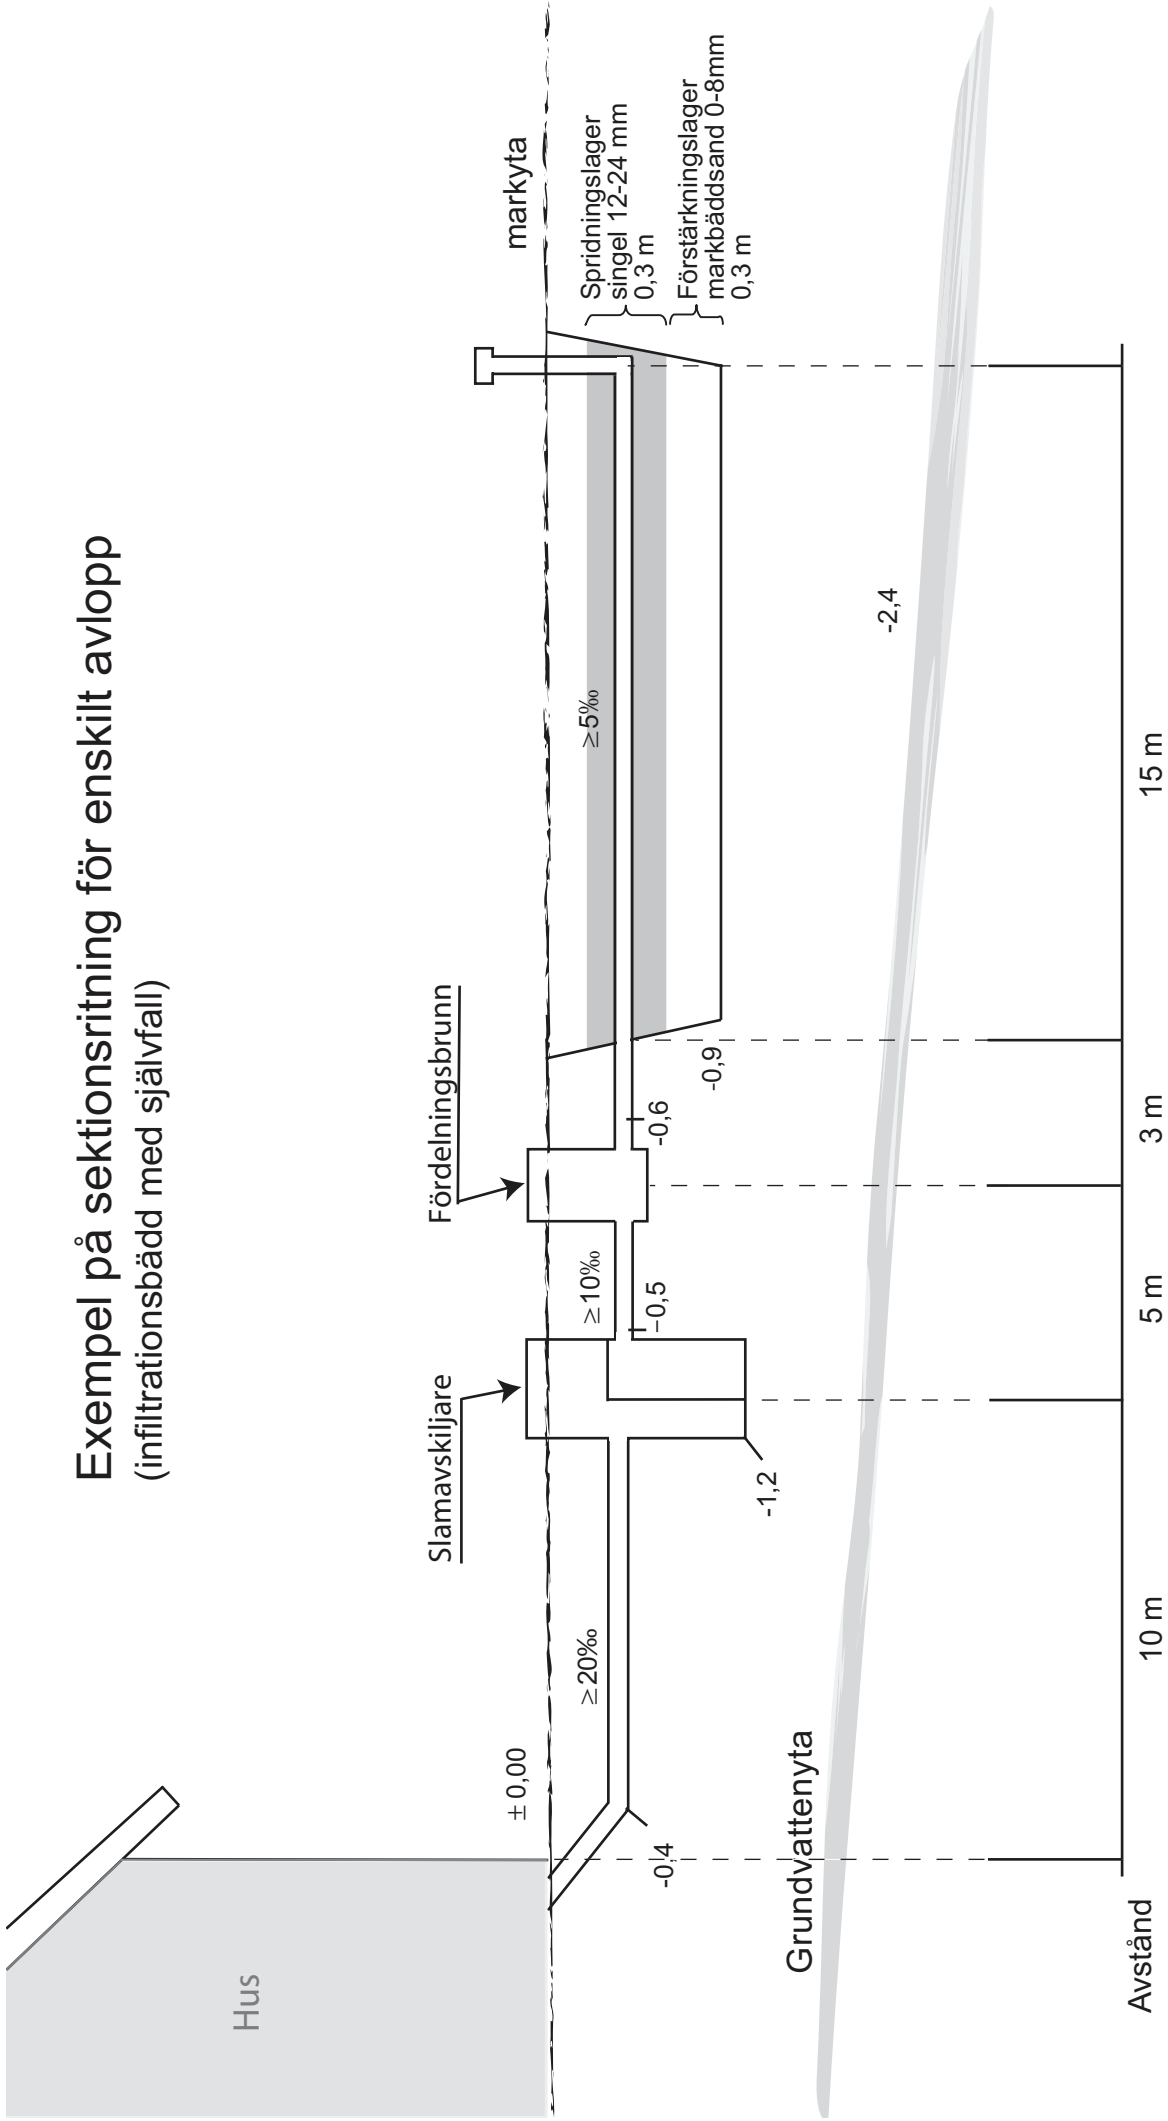 Exempel på sektionsritning för enskilt avlopp
(infiltrationsbädd med självfall)
Hus
± 0,00
Slamavskiljare
Fördelningsbrunn
markyta
≥20‰
≥10‰
≥5‰
Spridningslager
singel 12-24 mm
0,3 m
Förstärkningslager
markbäddsand 0-8mm
0,3 m
-0,4
-1,2
-0,5
-0,6
-0,9
Grundvattenyta
-2,4
Avstånd
10 m
5 m
3 m
15 m